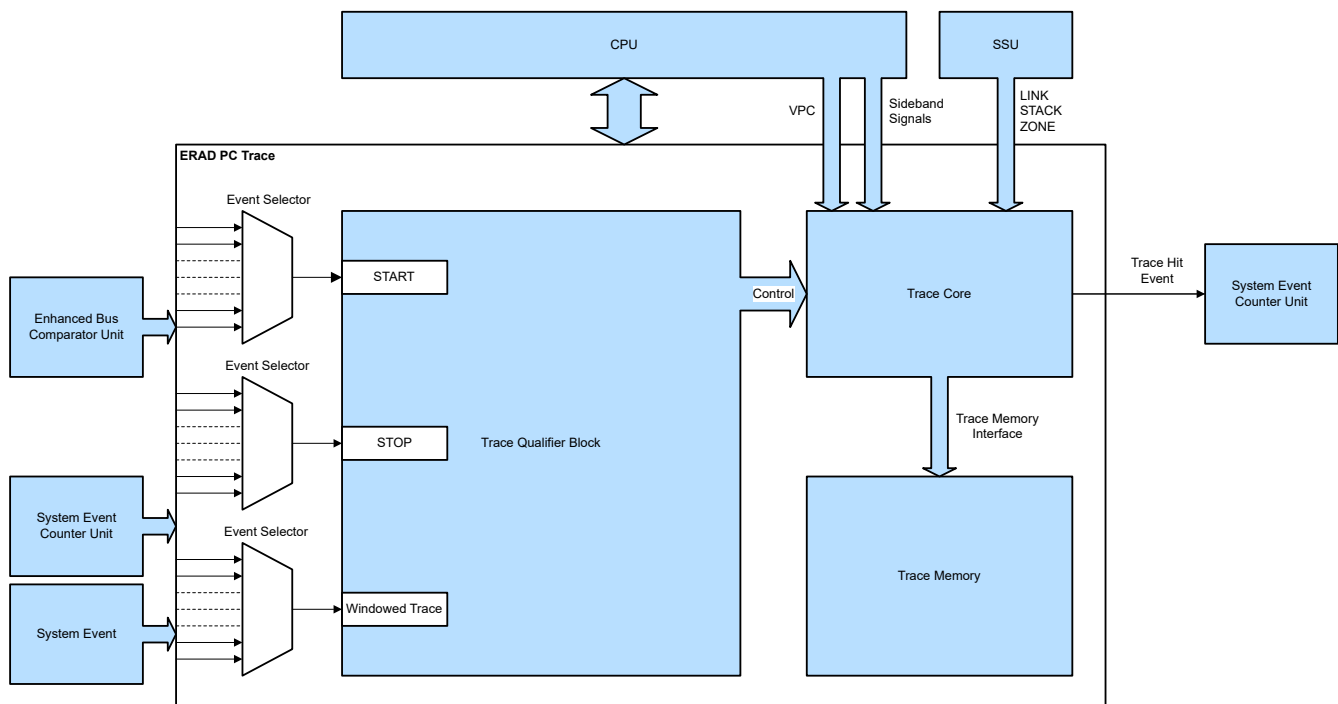 CPU
SSU
VPC
Sideband
Signals
LINK
STACK
ZONE
ERAD PC Trace
Event Selector
START
Enhanced Bus
Comparator Unit
Control
Trace Core
Trace Hit
Event
System Event
Counter Unit
Event Selector
STOP
Trace Qualifier Block
Trace Memory
Interface
System Event
Counter Unit
Event Selector
Trace Memory
Windowed Trace
System Event